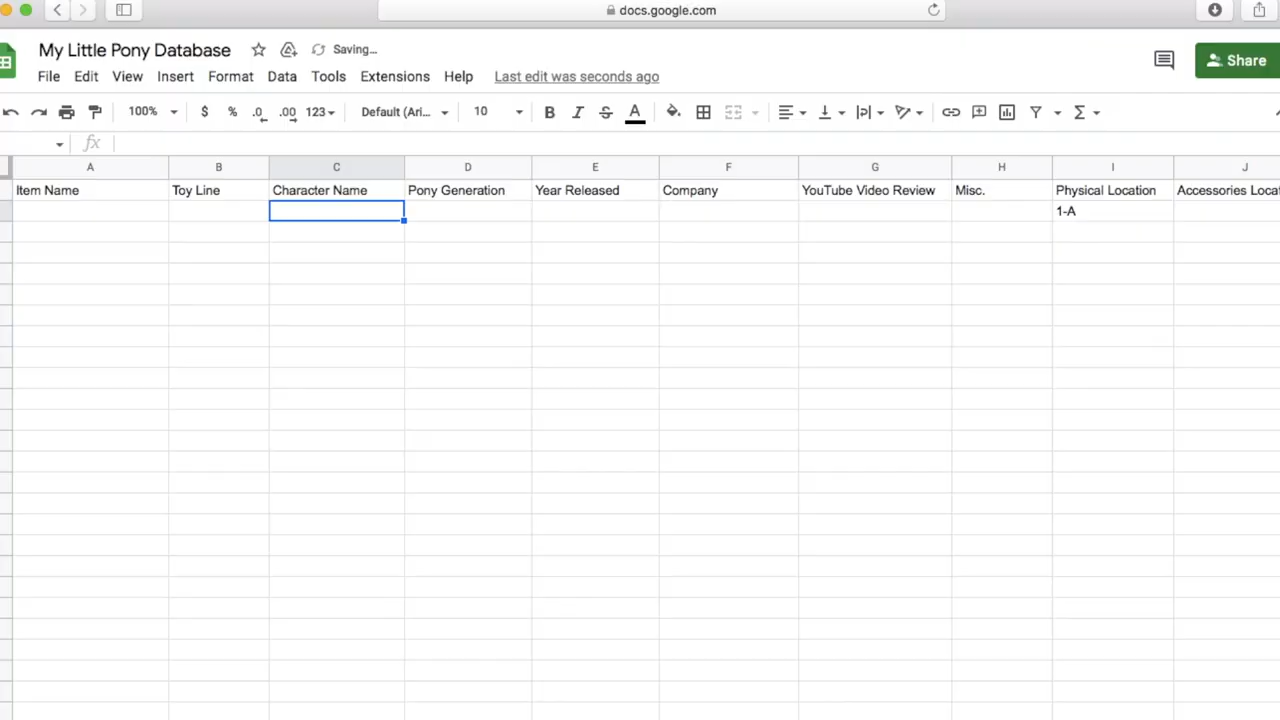 docs.google.com
My Little Pony Database Saving...
File Edit View Insert Format Data Tools Extensions Help Last edit was seconds ago
Share
100% $ % .0 .00 123 Default (Ari... 10 B I S A
fx
A B C D E F G H I J
Item Name Toy Line Character Name Pony Generation Year Released Company YouTube Video Review Misc. Physical Location Accessories Locat
1-A